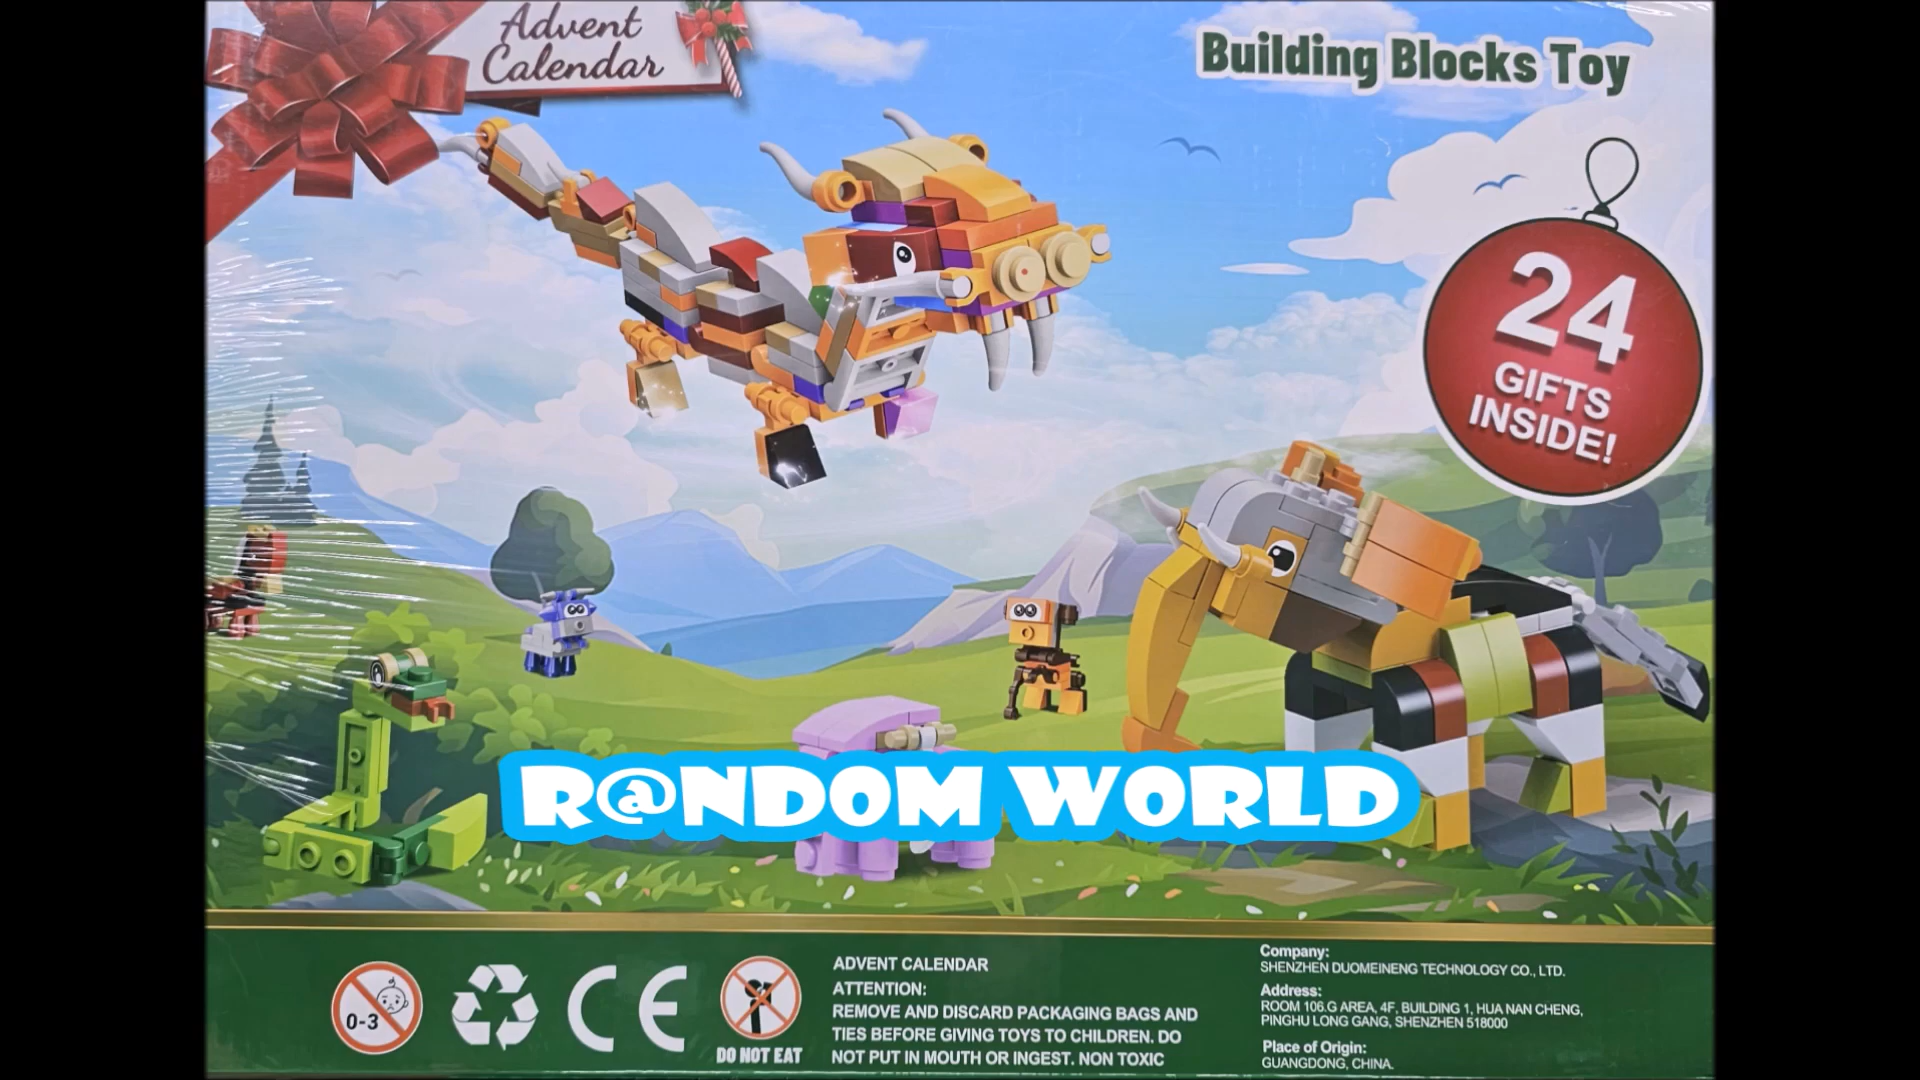 Advent
Calendar
Building Blocks Toy
24
GIFTS
INSIDE!
R@NDOM WORLD
0-3
CE
DO NOT EAT
ADVENT CALENDAR
ATTENTION:
REMOVE AND DISCARD PACKAGING BAGS AND
TIES BEFORE GIVING TOYS TO CHILDREN. DO
NOT PUT IN MOUTH OR INGEST. NON TOXIC
Company:
SHENZHEN DUOMEINENG TECHNOLOGY CO., LTD.
Address:
ROOM 106.G AREA, 4F, BUILDING 1, HUA NAN CHENG,
PINGHU LONG GANG, SHENZHEN 518000
Place of Origin:
GUANGDONG, CHINA.